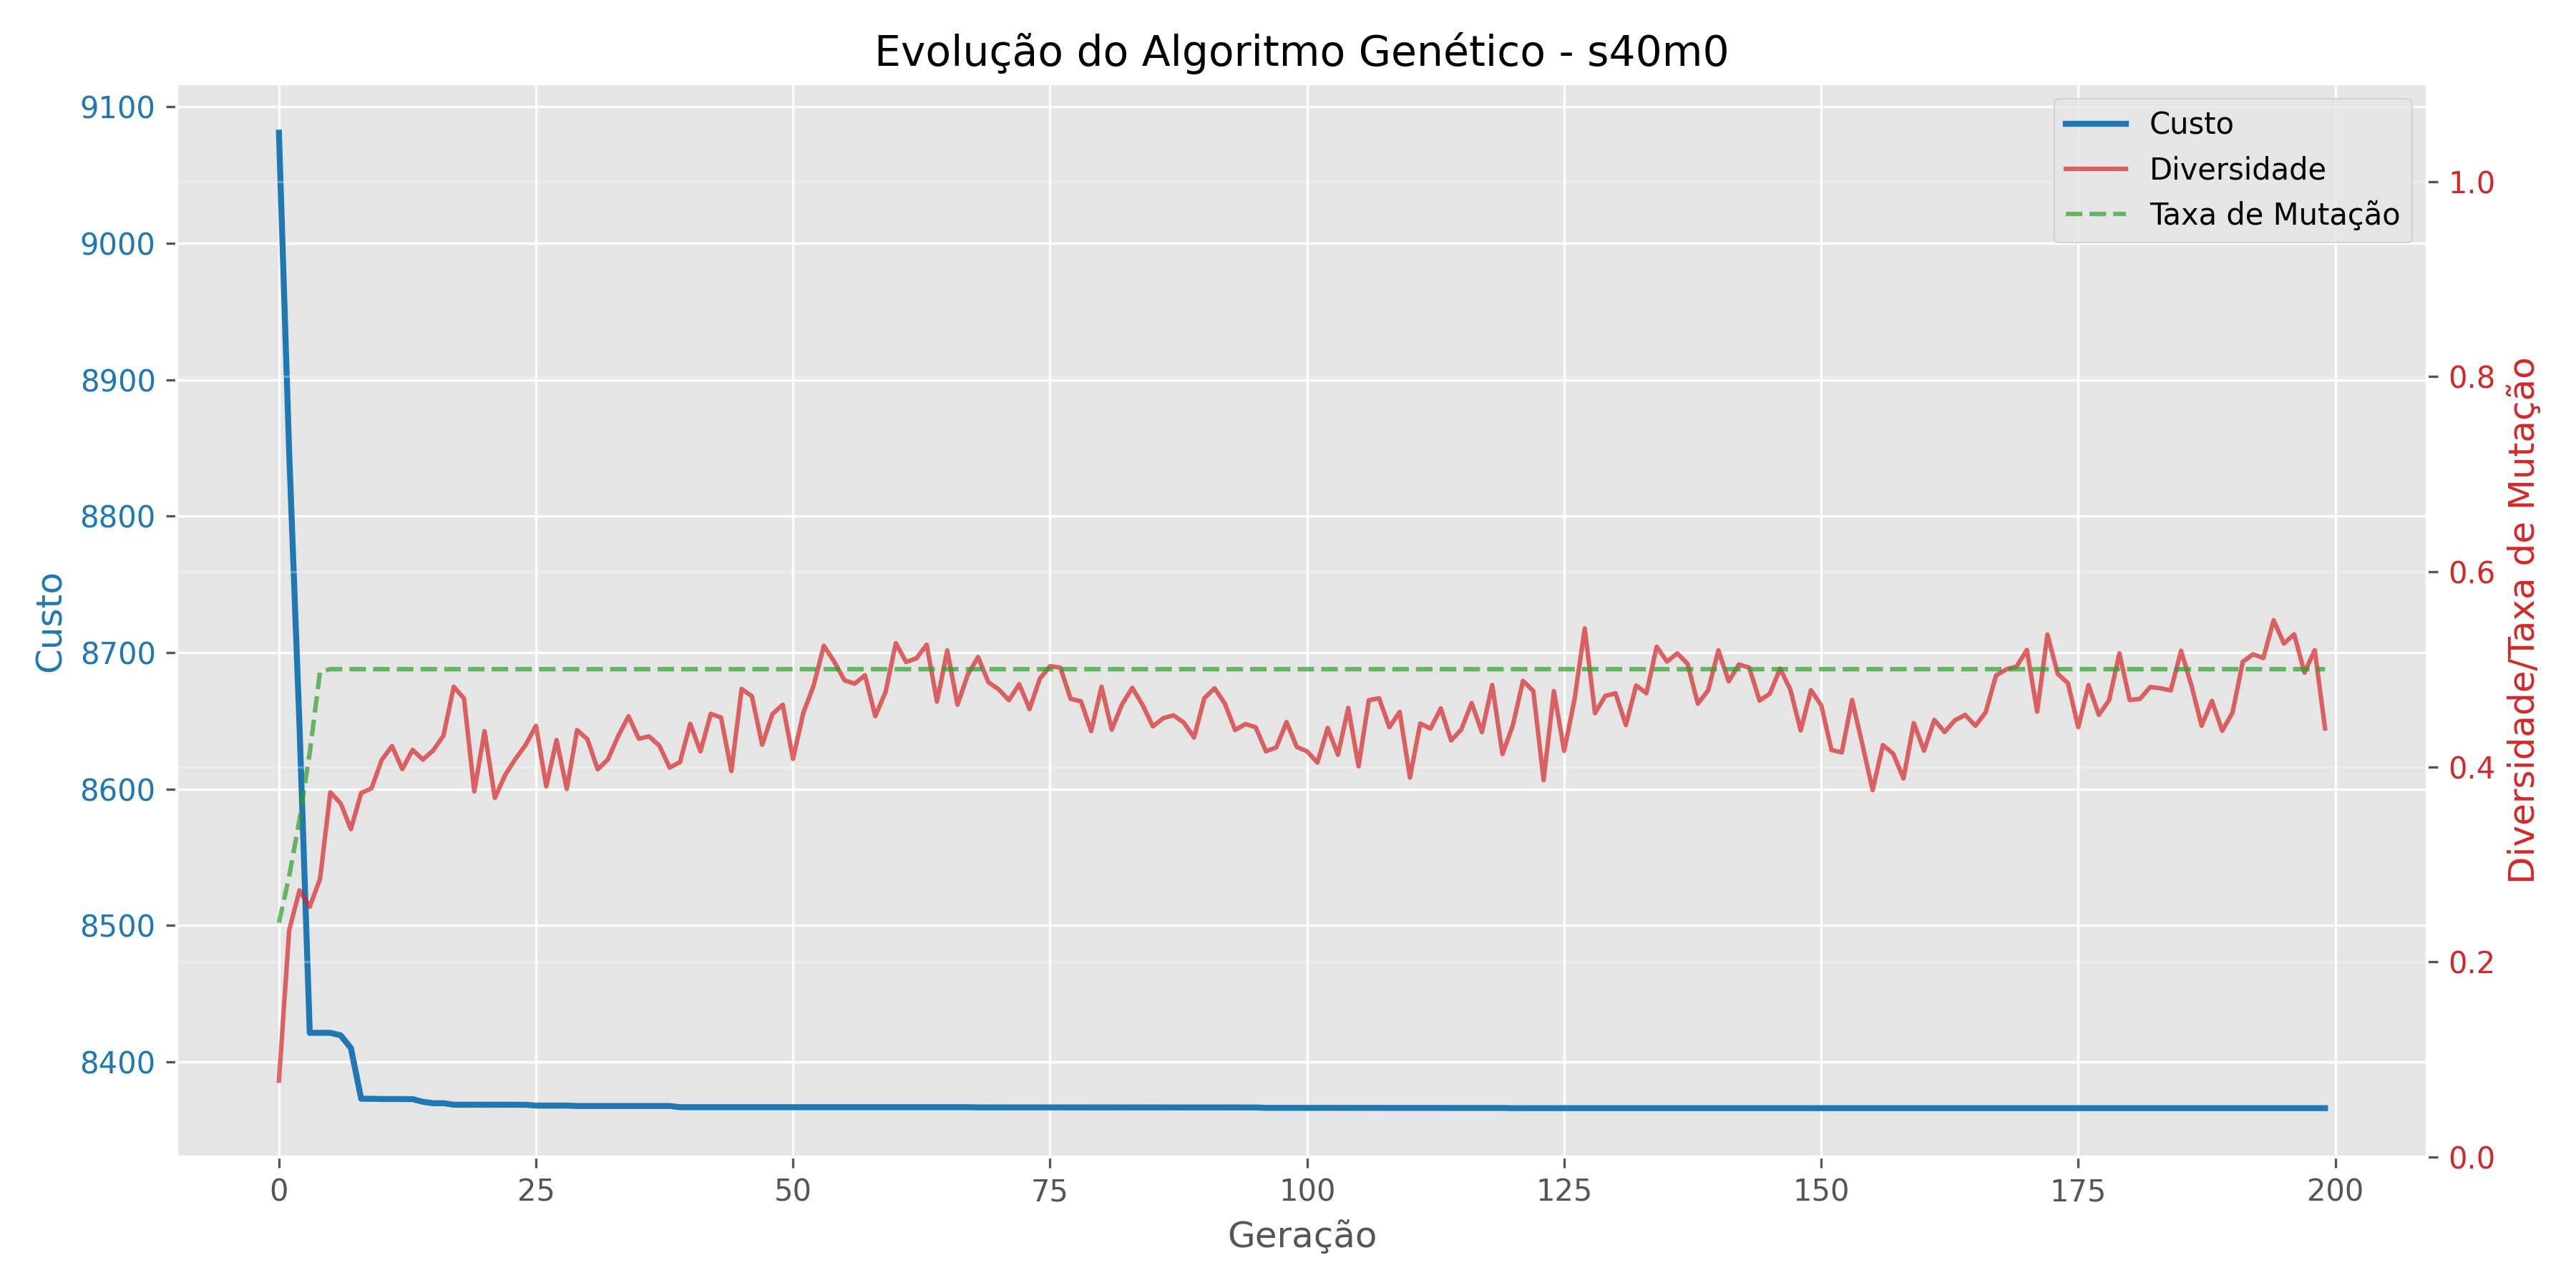 Evolução do Algoritmo Genético - s40m0
9100
9000
8900
8800
8700
8600
8500
8400
Custo
Custo
Diversidade
Taxa de Mutação
1.0
0.8
0.6
0.4
0.2
0.0
Diversidade/Taxa de Mutação
0 25 50 75 100 125 150 175 200
Geração